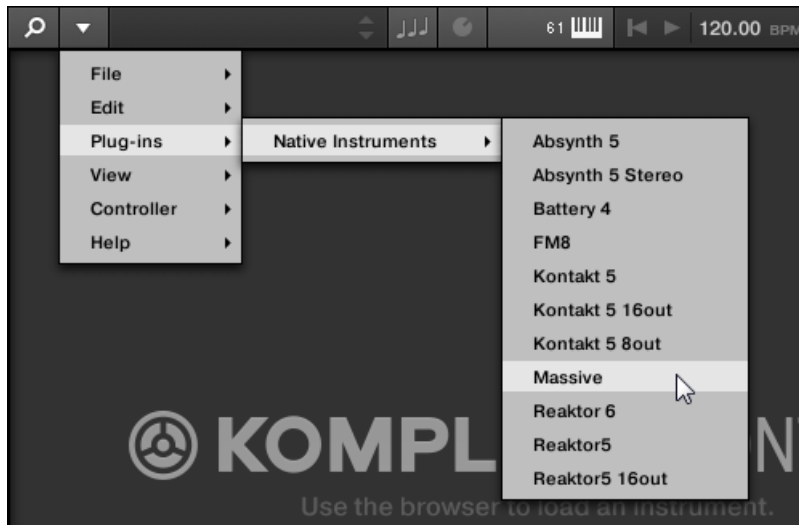 61
120.00 BPM
File
Edit
Plug-ins
View
Controller
Help
Native Instruments
Absynth 5
Absynth 5 Stereo
Battery 4
FM8
Kontakt 5
Kontakt 5 16out
Kontakt 5 8out
Massive
Reaktor 6
Reaktor5
Reaktor5 16out
KOMPL
Use the browser to load an instrument.